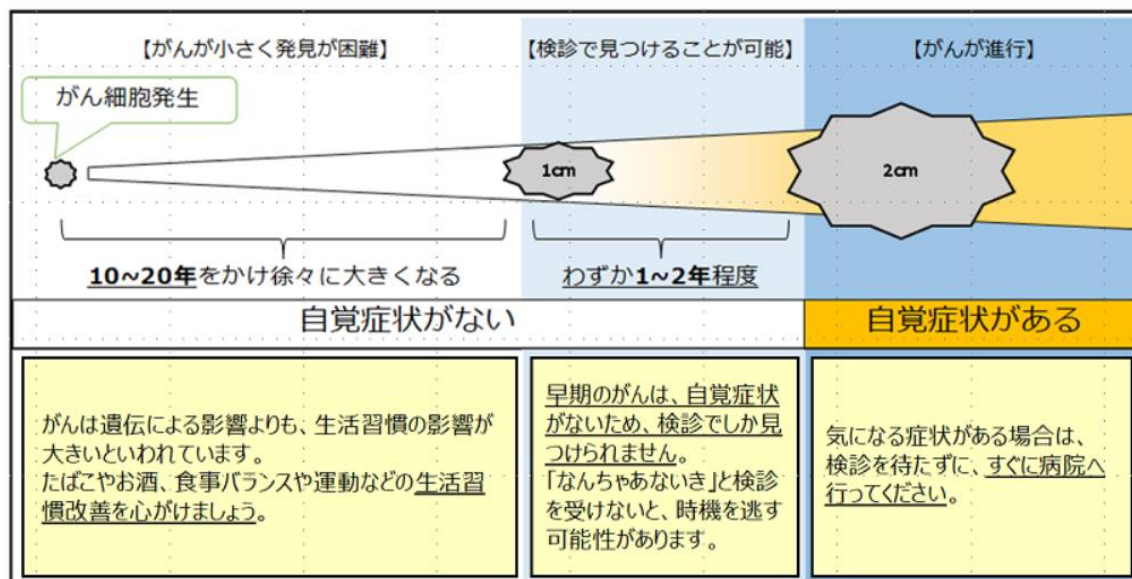 【がんが小さく発見が困難】
【検診で見つけることが可能】
【がんが進行】
がん細胞発生
1cm
2cm
10~20年をかけ徐々に大きくなる
わずか1~2年程度
自覚症状がない
自覚症状がある
がんは遺伝による影響よりも、生活習慣の影響が
大きいといわれています。
たばこやお酒、食事バランスや運動などの生活習
慣改善を心がけましょう。
早期のがんは、自覚症状
がないため、検診でしか見
つけられません。
「なんちゃあないき」と検診
を受けないと、時機を逃す
可能性があります。
気になる症状がある場合は、
検診を待たずに、すぐに病院へ
行ってください。